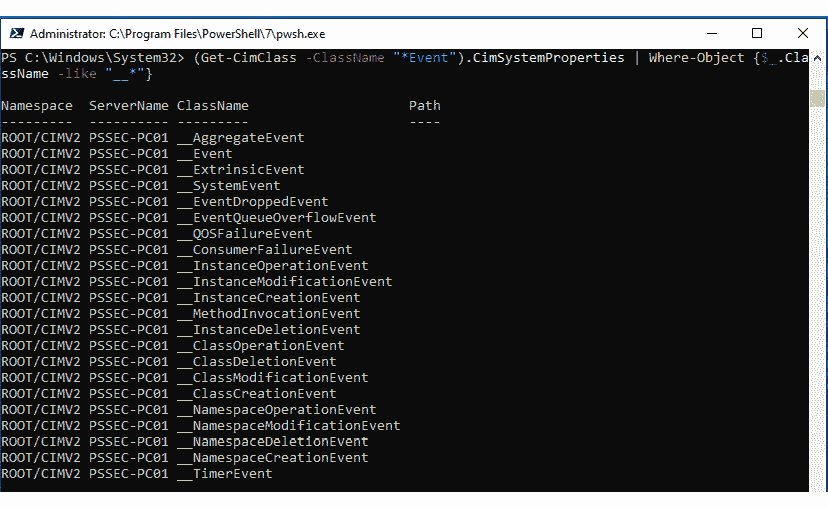 Administrator: C:\Program Files\PowerShell\7\pwsh.exe
PS C:\Windows\System32> (Get-CimClass -ClassName "*Event").CimSystemProperties | Where-Object {$_.Cla
ssName -like "__*"}
Namespace  ServerName ClassName                    Path
---------  ---------- ---------                    ----
ROOT/CIMV2 PSSEC-PC01 __AggregateEvent
ROOT/CIMV2 PSSEC-PC01 __Event
ROOT/CIMV2 PSSEC-PC01 __ExtrinsicEvent
ROOT/CIMV2 PSSEC-PC01 __SystemEvent
ROOT/CIMV2 PSSEC-PC01 __EventDroppedEvent
ROOT/CIMV2 PSSEC-PC01 __EventQueueOverflowEvent
ROOT/CIMV2 PSSEC-PC01 __QOSFailureEvent
ROOT/CIMV2 PSSEC-PC01 __ConsumerFailureEvent
ROOT/CIMV2 PSSEC-PC01 __InstanceOperationEvent
ROOT/CIMV2 PSSEC-PC01 __InstanceModificationEvent
ROOT/CIMV2 PSSEC-PC01 __InstanceCreationEvent
ROOT/CIMV2 PSSEC-PC01 __MethodInvocationEvent
ROOT/CIMV2 PSSEC-PC01 __InstanceDeletionEvent
ROOT/CIMV2 PSSEC-PC01 __ClassOperationEvent
ROOT/CIMV2 PSSEC-PC01 __ClassDeletionEvent
ROOT/CIMV2 PSSEC-PC01 __ClassModificationEvent
ROOT/CIMV2 PSSEC-PC01 __ClassCreationEvent
ROOT/CIMV2 PSSEC-PC01 __NamespaceOperationEvent
ROOT/CIMV2 PSSEC-PC01 __NamespaceModificationEvent
ROOT/CIMV2 PSSEC-PC01 __NamespaceDeletionEvent
ROOT/CIMV2 PSSEC-PC01 __NamespaceCreationEvent
ROOT/CIMV2 PSSEC-PC01 __TimerEvent